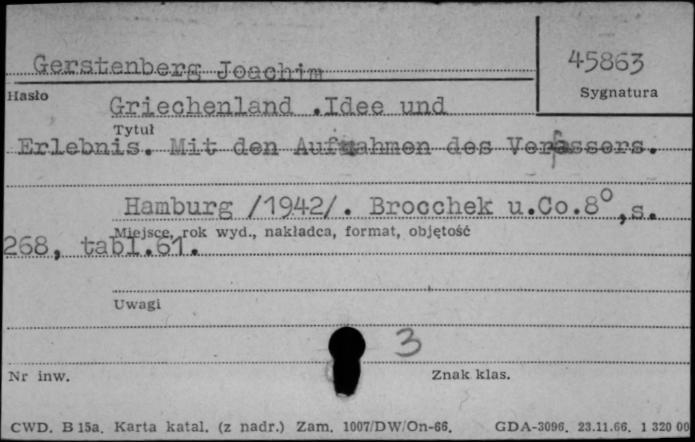 Gerstenberg Joachim
45863
Hasło
Sygnatura
Griechenland .Idee und
Tytuł
Erlebnis. Mit den Aufnahmen des Verfassers.
Hamburg /1942/. Brocchek u.Co.8°,s.
Miejsce, rok wyd., nakładca, format, objętość
268, tabl.61.
Uwagi
3
Nr inw.
Znak klas.
CWD. B 15a. Karta katal. (z nadr.) Zam. 1007/DW/On-66. GDA-3096. 23.11.66. 1 320 00